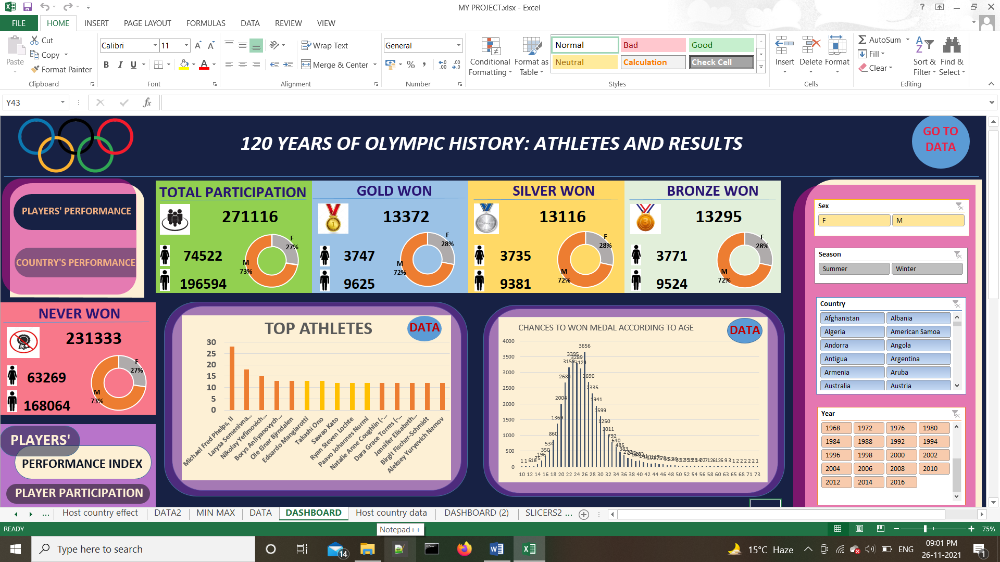 MY PROJECT.xlsx - Excel
FILE HOME INSERT PAGE LAYOUT FORMULAS DATA REVIEW VIEW
Paste
Cut
Copy
Format Painter
Clipboard
Calibri 11
B I U
Font
Wrap Text
Merge & Center
Alignment
General
Number
Conditional Formatting
Format as Table
Normal Bad Good
Neutral Calculation Check Cell
Styles
Insert Delete Format
Cells
AutoSum
Fill
Clear
Sort & Filter
Find & Select
Editing
Y43
fx
120 YEARS OF OLYMPIC HISTORY: ATHLETES AND RESULTS
GO TO
DATA
PLAYERS' PERFORMANCE
COUNTRY'S PERFORMANCE
TOTAL PARTICIPATION
271116
74522
196594
F
27%
M
73%
GOLD WON
13372
3747
9625
F
28%
M
72%
SILVER WON
13116
3735
9381
F
28%
M
72%
BRONZE WON
13295
3771
9524
F
28%
M
72%
Sex
F M
Season
Summer Winter
Country
Afghanistan Albania
Algeria American Samoa
Andorra Angola
Antigua Argentina
Armenia Aruba
Australia Austria
Year
1968 1972 1976 1980
1984 1988 1992 1994
1996 1998 2000 2002
2004 2006 2008 2010
2012 2014 2016
NEVER WON
231333
63269
168064
F
27%
M
73%
PLAYERS'
PERFORMANCE INDEX
PLAYER PARTICIPATION
TOP ATHLETES
DATA
30
25
20
15
10
5
0
Michael Fred Phelps, II
Larysa Semenivna...
Nikolay Yefimovich...
Borys Anfiyanovych...
Ole Einar Bjrndalen
Edoardo Mangiarotti
Takashi Ono
Sawao Kato
Ryan Steven Lochte
Paavo Johannes Nurmi
Natalie Anne Coughlin (-...
Dara Grace Torres (-...
Jennifer Elisabeth...
Birgit Fischer-Schmidt
Aleksey Yuryevich Nemov
CHANCES TO WON MEDAL ACCORDING TO AGE
DATA
4000
3500
3000
2500
2000
1500
1000
500
0
1 1 6 16 75 196 350 534 860 1369 2004 2684 3159 3395 3289 3124 3656 2690 2335 1941 1599 1250 1011 792 640 485 383
10 12 14 16 18 20 22 24 26 28 30 32 34 36 38 40 42 44 46 48 50 52 54 56 58 60 63 65 68 71 73
... Host country effect DATA2 MIN MAX DATA DASHBOARD Host country data DASHBOARD (2) SLICERS2 ...
READY
75%
Notepad++
Type here to search
14
15°C Haze
ENG
09:01 PM
26-11-2021
1